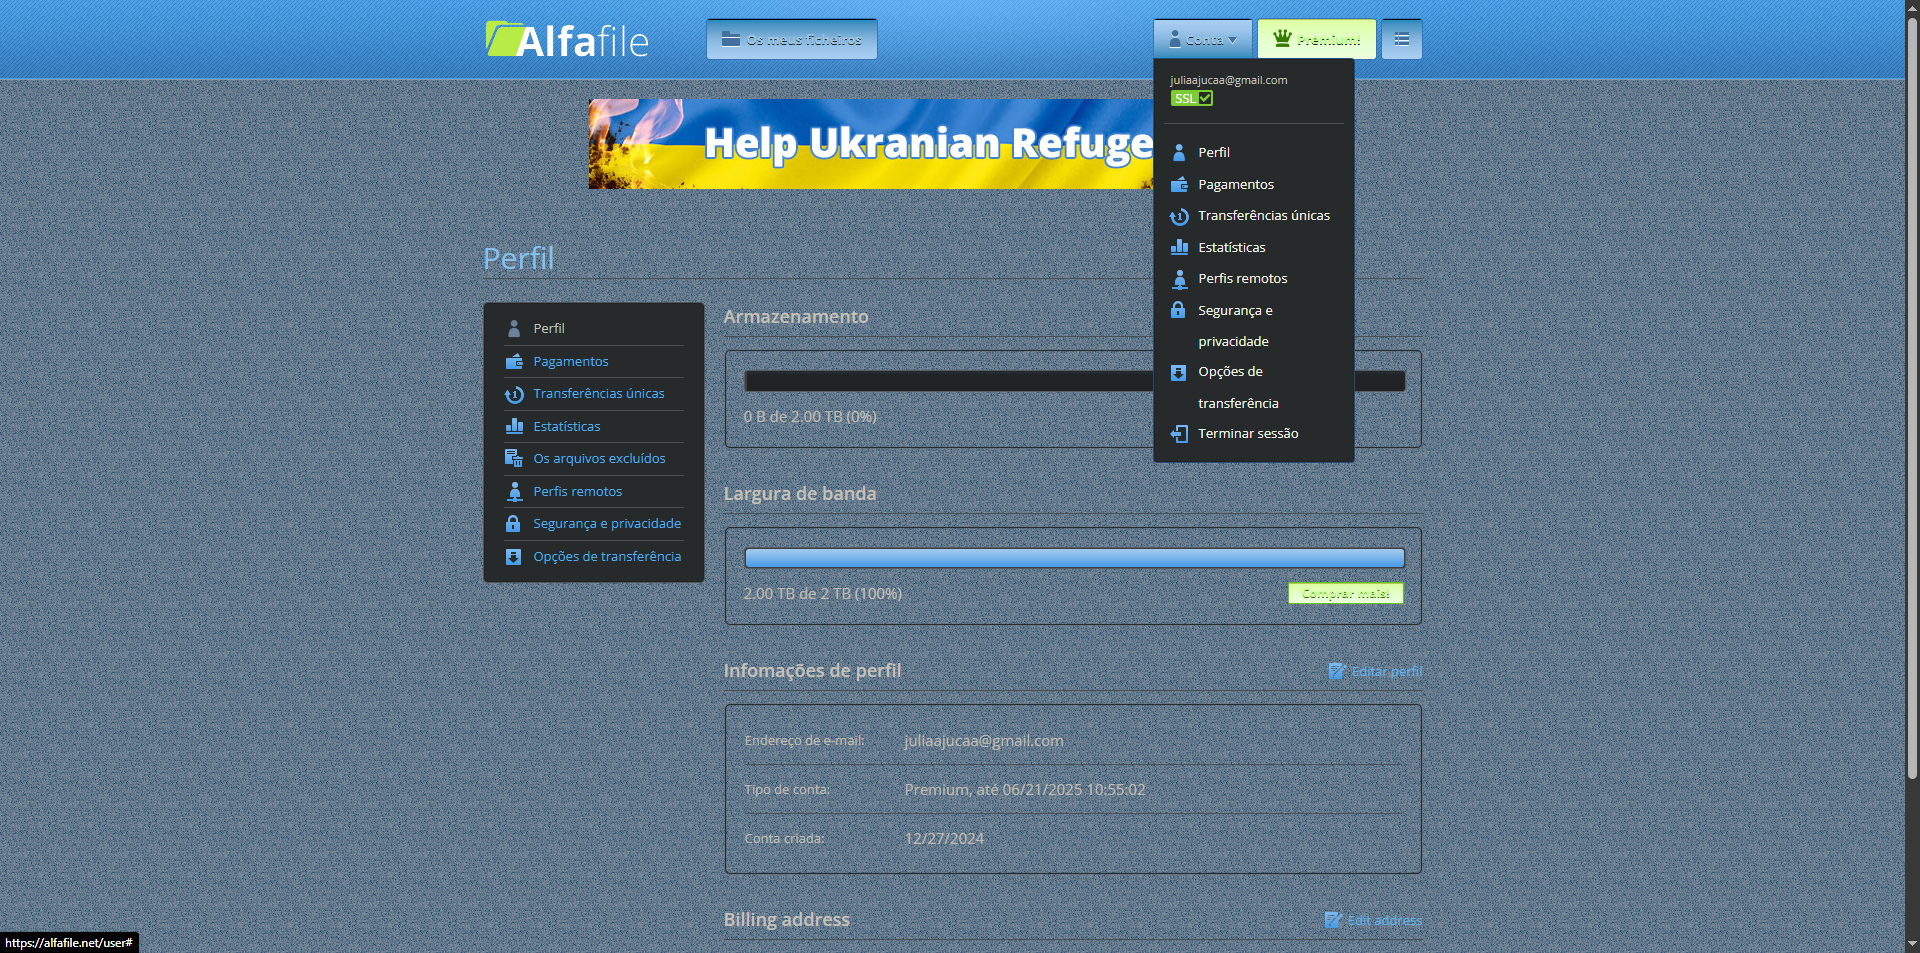 Alfafile
Os meus ficheiros
Conta
Premium!
juliaajucaa@gmail.com
SSL
Perfil
Pagamentos
Transferências únicas
Estatísticas
Perfis remotos
Segurança e
privacidade
Opções de
transferência
Terminar sessão
Help Ukranian Refuge
Perfil
Perfil
Pagamentos
Transferências únicas
Estatísticas
Os arquivos excluídos
Perfis remotos
Segurança e privacidade
Opções de transferência
Armazenamento
0 B de 2.00 TB (0%)
Largura de banda
2.00 TB de 2 TB (100%)
Comprar mais!
Infomações de perfil
Editar perfil
Endereço de e-mail: juliaajucaa@gmail.com
Tipo de conta: Premium, até 06/21/2025 10:55:02
Conta criada: 12/27/2024
Billing address
Edit address
https://alfafile.net/user#